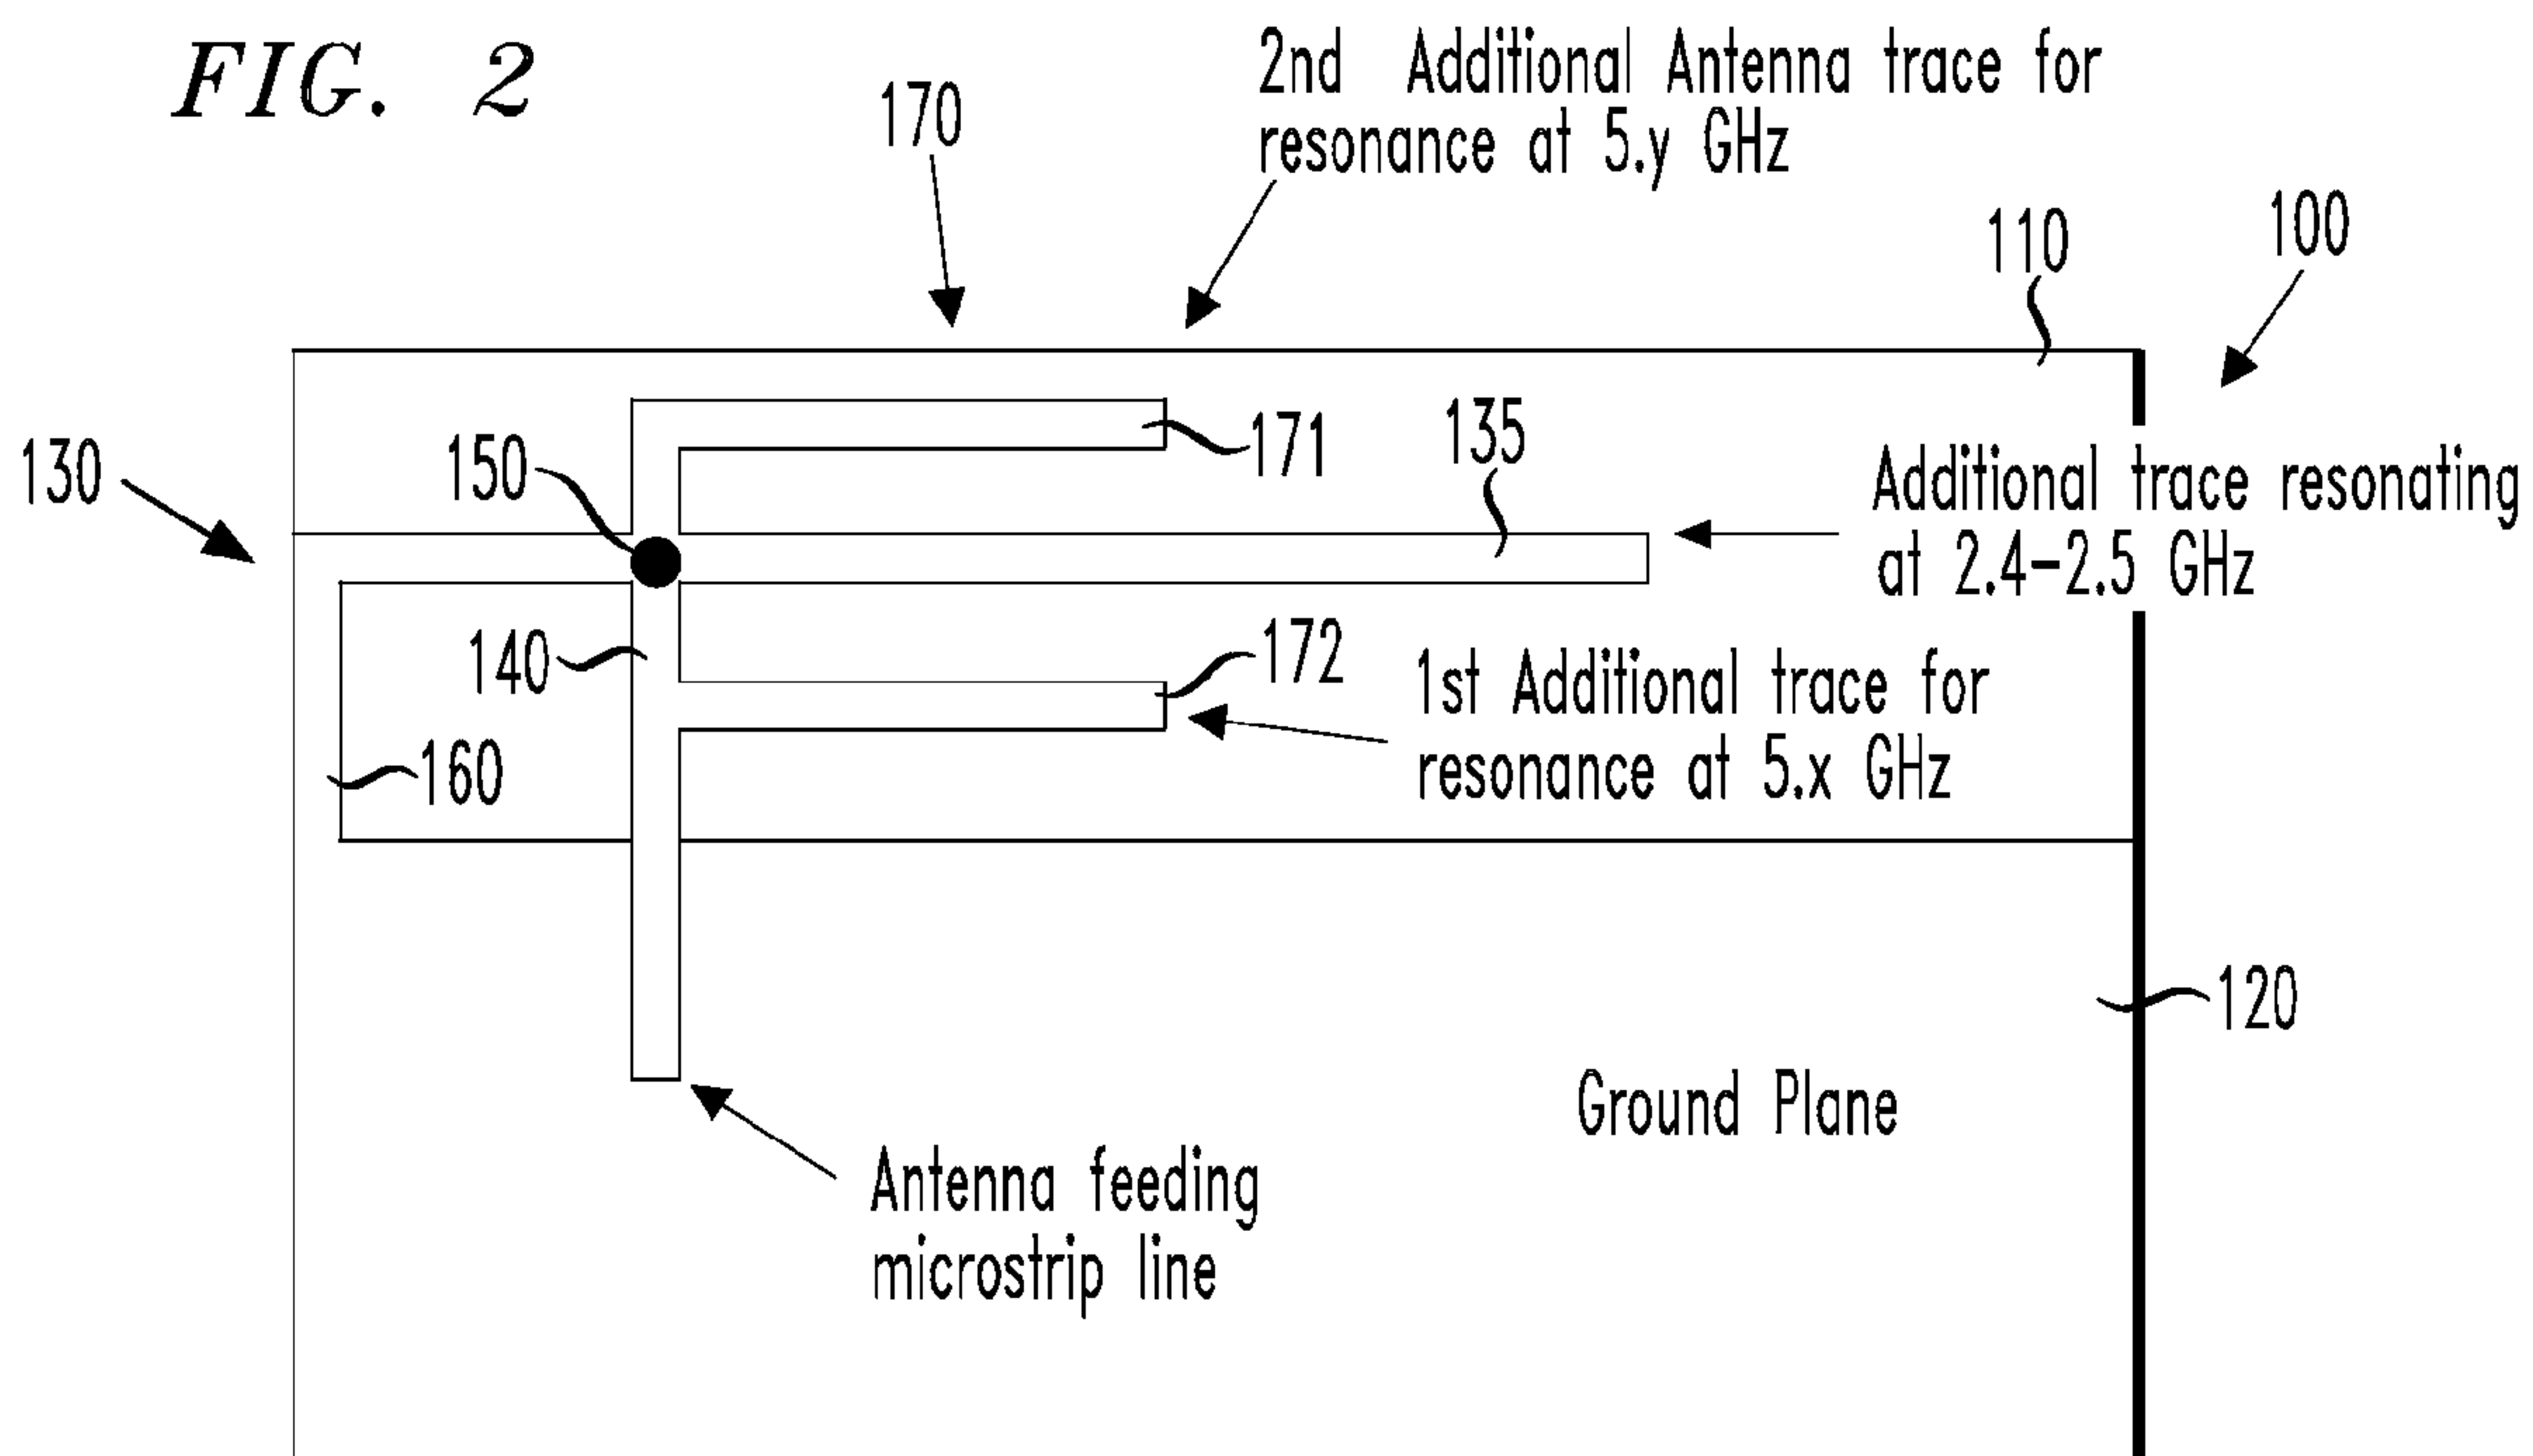 FIG. 2
2nd Additional Antenna trace for
resonance at 5.y GHz
170
110
100
130
150
171
135
Additional trace resonating
at 2.4-2.5 GHz
140
172
1st Additional trace for
resonance at 5.x GHz
160
120
Ground Plane
Antenna feeding
microstrip line